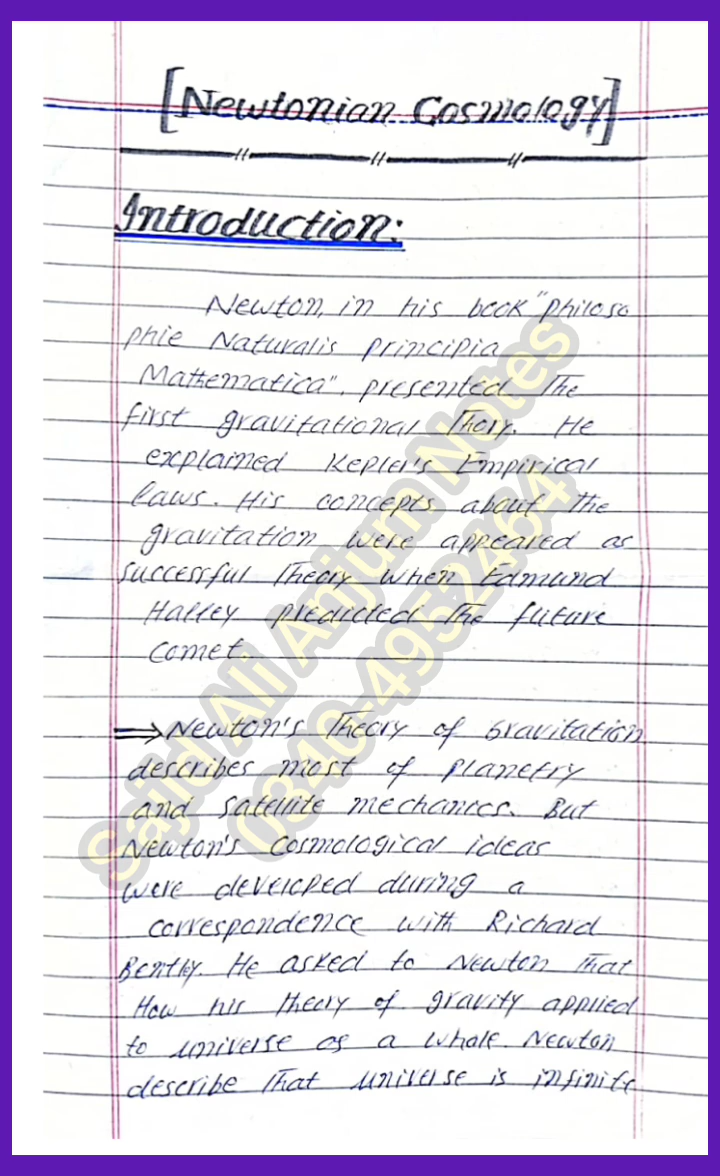 [Newtonian Cosmology]
Introduction:
Newton, in his book "Philoso
phie Naturalis Principia
Mathematica", presented The
first gravitational Thory. He
explained Kepler's Empirical
laws. His concepts about the
gravitation were appeared as
successful Theory when Edmund
Halley predicted The future
Comet.
⇒ Newton's Theory of Gravitation
describes most of Planetry
and satellite mechanics. But
Newton's Cosmological ideas
were developed during a
correspondence with Richard
Bently. He asked to Newton That
How his theory of gravity applied
to universe as a whole. Newton
describe That universe is infinite
Sajid Ali Anjum Notes
0340-4952464